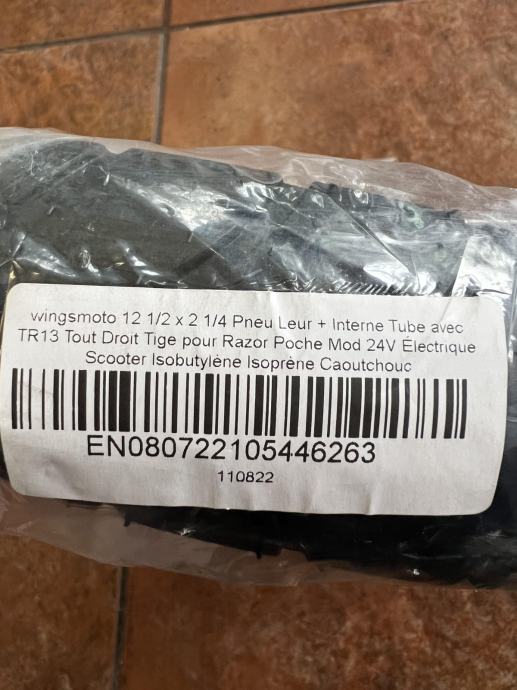 wingsmoto 12 1/2 x 2 1/4 Pneu Leur + Interne Tube avec
TR13 Tout Droit Tige pour Razor Poche Mod 24V Électrique
Scooter Isobutylène Isoprène Caoutchouc
EN080722105446263
110822